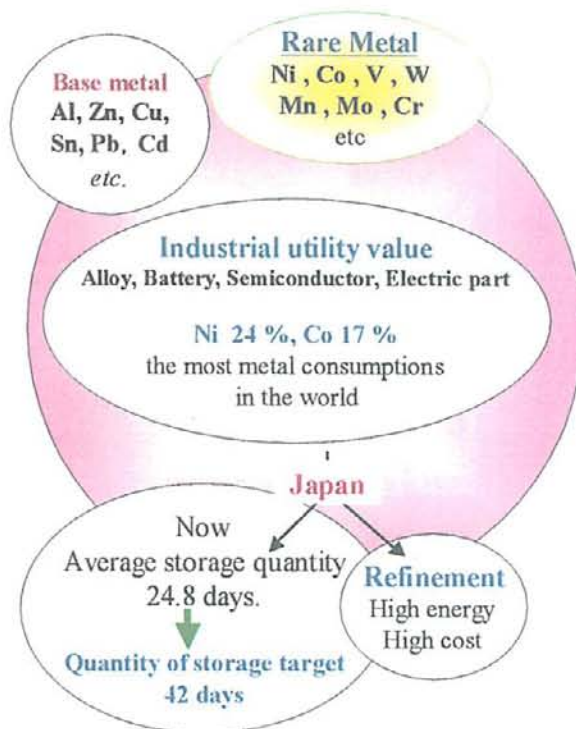 Rare Metal
Ni , Co , V , W
Mn , Mo , Cr
etc
Base metal
Al, Zn, Cu,
Sn, Pb, Cd
etc.
Industrial utility value
Alloy, Battery, Semiconductor, Electric part
Ni 24 %, Co 17 %
the most metal consumptions
in the world
Japan
Now
Average storage quantity
24.8 days.
Quantity of storage target
42 days
Refinement
High energy
High cost